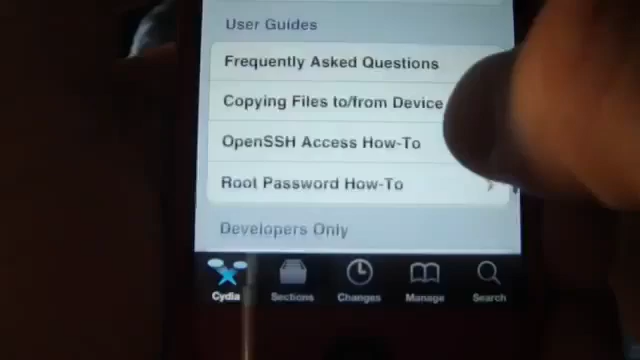 User Guides
Frequently Asked Questions
Copying Files to/from Device
OpenSSH Access How-To
Root Password How-To
Developers Only
Cydia
Sections
Changes
Manage
Search